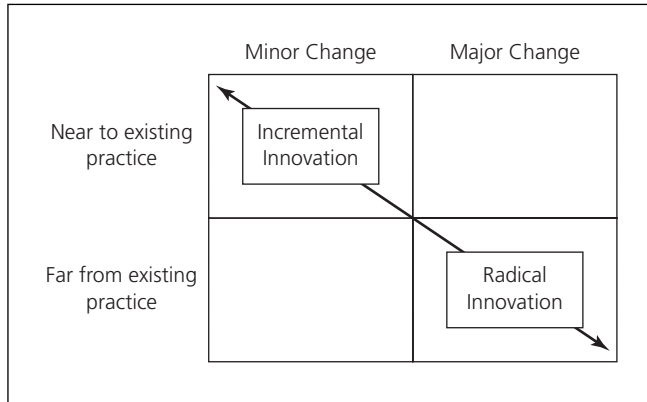 Minor Change
Major Change
Near to existing
practice
Incremental
Innovation
Far from existing
practice
Radical
Innovation